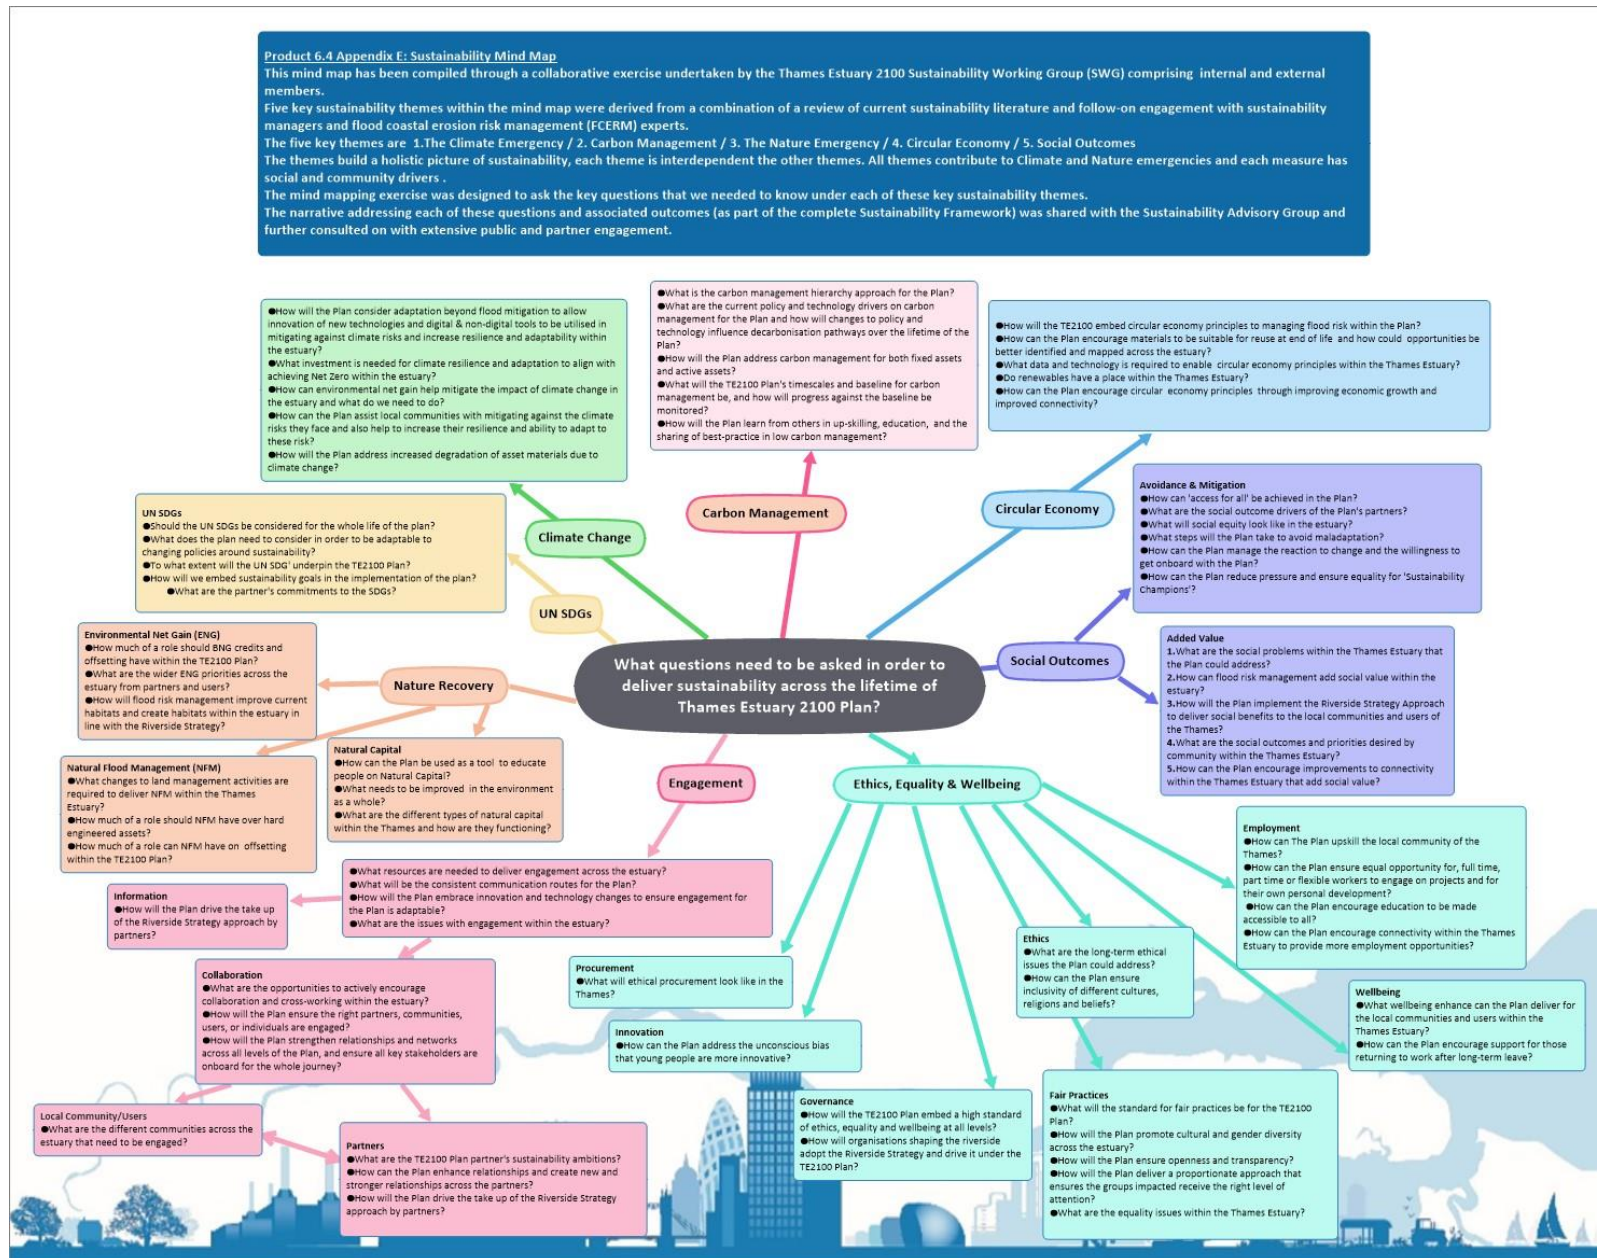 Product 6.4 Appendix E: Sustainability Mind Map
This mind map has been compiled through a collaborative exercise undertaken by the Thames Estuary 2100 Sustainability Working Group (SWG) comprising internal and external
members.
Five key sustainability themes within the mind map were derived from a combination of a review of current sustainability literature and follow-on engagement with sustainability
managers and flood coastal erosion risk management (FCERM) experts.
The five key themes are 1.The Climate Emergency / 2. Carbon Management / 3. The Nature Emergency / 4. Circular Economy / 5. Social Outcomes
The themes build a holistic picture of sustainability, each theme is interdependent the other themes. All themes contribute to Climate and Nature emergencies and each measure has
social and community drivers .
The mind mapping exercise was designed to ask the key questions that we needed to know under each of these key sustainability themes.
The narrative addressing each of these questions and associated outcomes (as part of the complete Sustainability Framework) was shared with the Sustainability Advisory Group and
further consulted on with extensive public and partner engagement.
●How will the Plan consider adaptation beyond flood mitigation to allow
innovation of new technologies and digital & non-digital tools to be utilised in
mitigating against climate risks and increase resilience and adaptability within
the estuary?
●What investment is needed for climate resilience and adaptation to align with
achieving Net Zero within the estuary?
●How can environmental net gain help mitigate the impact of climate change in
the estuary and what do we need to do?
●How can the Plan assist local communities with mitigating against the climate
risks they face and also help to increase their resilience and ability to adapt to
these risk?
●How will the Plan address increased degradation of asset materials due to
climate change?
●What is the carbon management hierarchy approach for the Plan?
●What are the current policy and technology drivers on carbon
management for the Plan and how will changes to policy and
technology influence decarbonisation pathways over the lifetime of the
Plan?
●How will the Plan address carbon management for both fixed assets
and active assets?
●What will the TE2100 Plan's timescales and baseline for carbon
management be, and how will progress against the baseline be
monitored?
●How will the Plan learn from others in up-skilling, education, and the
sharing of best-practice in low carbon management?
●How will the TE2100 embed circular economy principles to managing flood risk within the Plan?
●How can the Plan encourage materials to be suitable for reuse at end of life and how could opportunities be
better identified and mapped across the estuary?
●What data and technology is required to enable circular economy principles within the Thames Estuary?
●Do renewables have a place within the Thames Estuary?
●How can the Plan encourage circular economy principles through improving economic growth and
improved connectivity?
Climate Change
Carbon Management
Circular Economy
UN SDGs
●Should the UN SDGs be considered for the whole life of the plan?
●What does the plan need to consider in order to be adaptable to
changing policies around sustainability?
●To what extent will the UN SDG' underpin the TE2100 Plan?
●How will we embed sustainability goals in the implementation of the plan?
●What are the partner's commitments to the SDGs?
UN SDGs
Avoidance & Mitigation
●How can 'access for all' be achieved in the Plan?
●What are the social outcome drivers of the Plan's partners?
●What will social equity look like in the estuary?
●What steps will the Plan take to avoid maladaptation?
●How can the Plan manage the reaction to change and the willingness to
get onboard with the Plan?
●How can the Plan reduce pressure and ensure equality for 'Sustainability
Champions'?
What questions need to be asked in order to
deliver sustainability across the lifetime of
Thames Estuary 2100 Plan?
Social Outcomes
Added Value
1.What are the social problems within the Thames Estuary that
the Plan could address?
2.How can flood risk management add social value within the
estuary?
3.How will the Plan implement the Riverside Strategy Approach
to deliver social benefits to the local communities and users of
the Thames?
4.What are the social outcomes and priorities desired by
community within the Thames Estuary?
5.How can the Plan encourage improvements to connectivity
within the Thames Estuary that add social value?
Environmental Net Gain (ENG)
●How much of a role should BNG credits and
offsetting have within the TE2100 Plan?
●What are the wider ENG priorities across the
estuary from partners and users?
●How will flood risk management improve current
habitats and create habitats within the estuary in
line with the Riverside Strategy?
Nature Recovery
Natural Flood Management (NFM)
●What changes to land management activities are
required to deliver NFM within the Thames
Estuary?
●How much of a role should NFM have over hard
engineered assets?
●How much of a role can NFM have on offsetting
within the TE2100 Plan?
Natural Capital
●How can the Plan be used as a tool to educate
people on Natural Capital?
●What needs to be improved in the environment
as a whole?
●What are the different types of natural capital
within the Thames and how are they functioning?
Engagement
Ethics, Equality & Wellbeing
●What resources are needed to deliver engagement across the estuary?
●What will be the consistent communication routes for the Plan?
●How will the Plan embrace innovation and technology changes to ensure engagement for
the Plan is adaptable?
●What are the issues with engagement within the estuary?
Information
●How will the Plan drive the take up
of the Riverside Strategy approach by
partners?
Collaboration
●What are the opportunities to actively encourage
collaboration and cross-working within the estuary?
●How will the Plan ensure the right partners, communities,
users, or individuals are engaged?
●How will the Plan strengthen relationships and networks
across all levels of the Plan, and ensure all key stakeholders are
onboard for the whole journey?
Local Community/Users
●What are the different communities across the
estuary that need to be engaged?
Partners
●What are the TE2100 Plan partner's sustainability ambitions?
●How can the Plan enhance relationships and create new and
stronger relationships across the partners?
●How will the Plan drive the take up of the Riverside Strategy
approach by partners?
Procurement
●What will ethical procurement look like in the
Thames?
Innovation
●How can the Plan address the unconscious bias
that young people are more innovative?
Governance
●How will the TE2100 Plan embed a high standard
of ethics, equality and wellbeing at all levels?
●How will organisations shaping the riverside
adopt the Riverside Strategy and drive it under the
TE2100 Plan?
Ethics
●What are the long-term ethical
issues the Plan could address?
●How can the Plan ensure
inclusivity of different cultures,
religions and beliefs?
Fair Practices
●What will the standard for fair practices be for the TE2100
Plan?
●How will the Plan promote cultural and gender diversity
across the estuary?
●How will the Plan ensure openness and transparency?
●How will the Plan deliver a proportionate approach that
ensures the groups impacted receive the right level of
attention?
●What are the equality issues within the Thames Estuary?
Employment
●How can The Plan upskill the local community of the
Thames?
●How can the Plan ensure equal opportunity for, full time,
part time or flexible workers to engage on projects and for
their own personal development?
●How can the Plan encourage education to be made
accessible to all?
●How can the Plan encourage connectivity within the Thames
Estuary to provide more employment opportunities?
Wellbeing
●What wellbeing enhance can the Plan deliver for
the local communities and users within the
Thames Estuary?
●How can the Plan encourage support for those
returning to work after long-term leave?